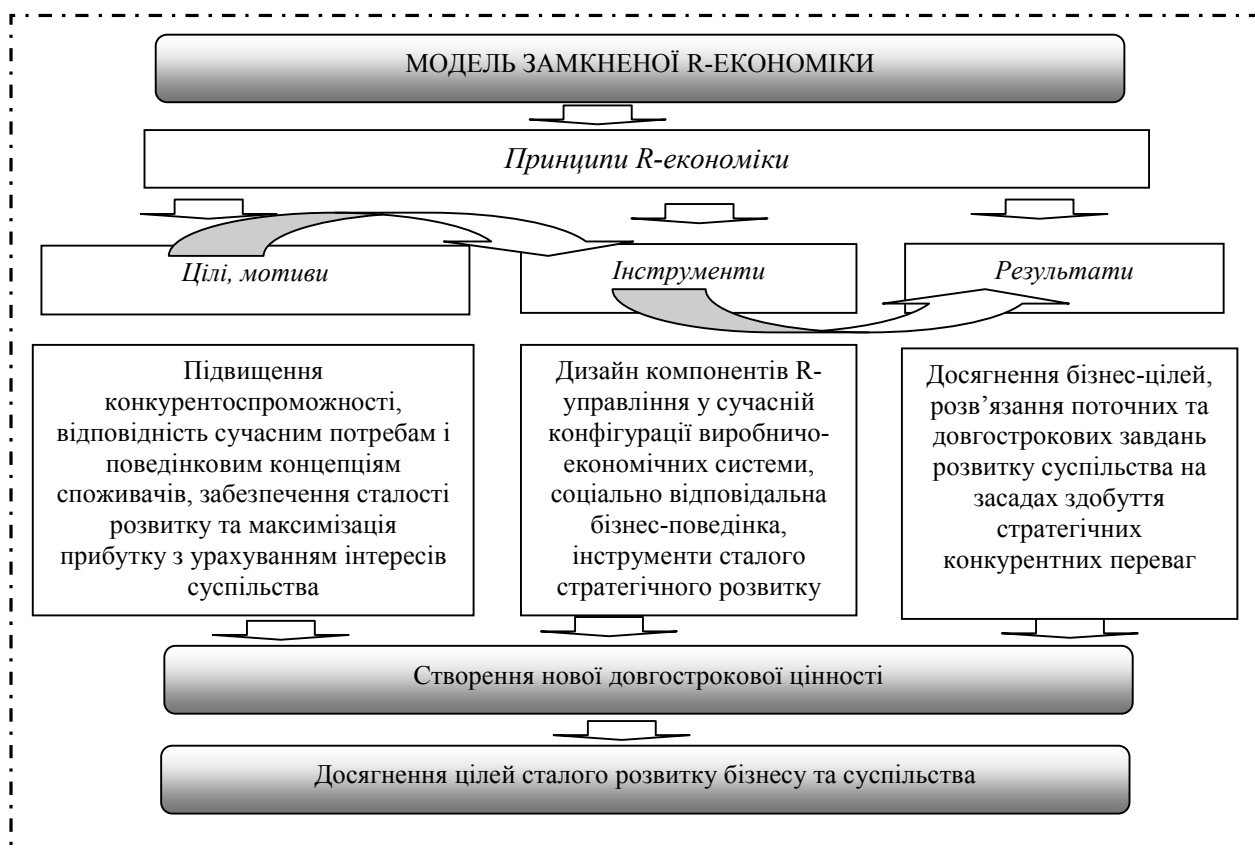 МОДЕЛЬ ЗАМКНЕНОЇ R-ЕКОНОМІКИ
Принципи R-економіки
Цілі, мотиви
Інструменти
Результати
Підвищення
конкурентоспроможності,
відповідність сучасним потребам і
поведінковим концепціям
споживачів, забезпечення сталості
розвитку та максимізація
прибутку з урахуванням інтересів
суспільства
Дизайн компонентів R-
управління у сучасній
конфігурації виробничо-
економічних системи,
соціально відповідальна
бізнес-поведінка,
інструменти сталого
стратегічного розвитку
Досягнення бізнес-цілей,
розв’язання поточних та
довгострокових завдань
розвитку суспільства на
засадах здобуття
стратегічних
конкурентних переваг
Створення нової довгострокової цінності
Досягнення цілей сталого розвитку бізнесу та суспільства